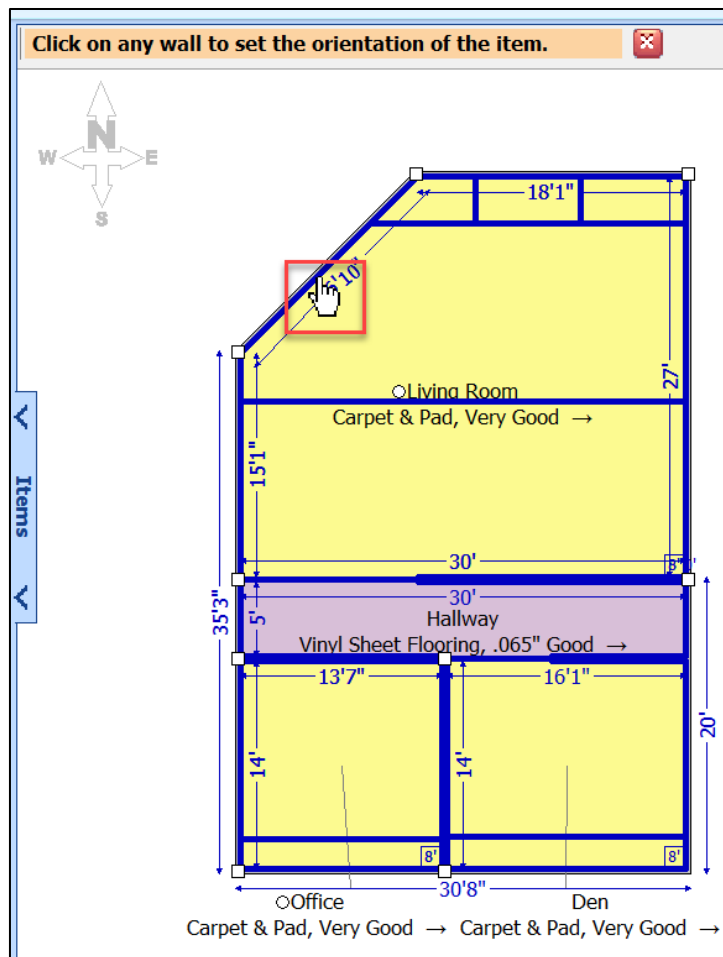 Click on any wall to set the orientation of the item.
N
W E
S
18'1"
27'
Living Room
Carpet & Pad, Very Good →
15'1"
Items
30'
8"
30'
35'3"
5'
Hallway
Vinyl Sheet Flooring, .065" Good →
13'7"
16'1"
20'
14'
14'
8'
8'
30'8"
Office
Den
Carpet & Pad, Very Good →
Carpet & Pad, Very Good →